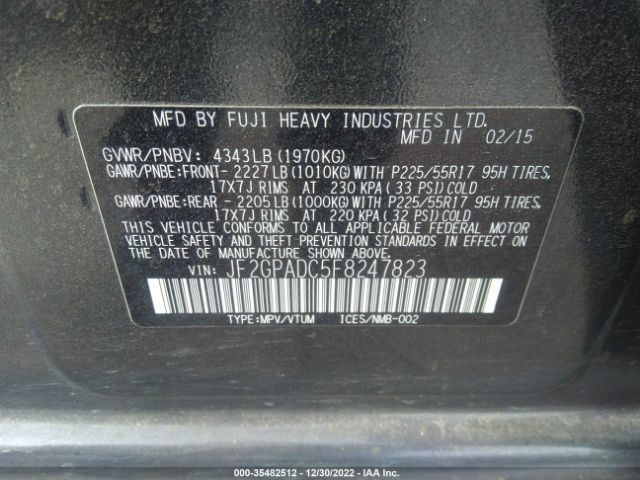 MFD BY FUJI HEAVY INDUSTRIES LTD.
MFD IN 02/15
GVWR/PNBV: 4343LB (1970KG)
GAWR/PNBE:FRONT- 2227LB (1010KG) WITH P225/55R17 95H TIRES,
17X7J RIMS AT 230 KPA (33 PSI) COLD
GAWR/PNBE:REAR - 2205LB (1000KG) WITH P225/55R17 95H TIRES,
17X7J RIMS AT 220 KPA (32 PSI) COLD
THIS VEHICLE CONFORMS TO ALL APPLICABLE FEDERAL MOTOR
VEHICLE SAFETY AND THEFT PREVENTION STANDARDS IN EFFECT ON
THE DATE OF MANUFACTURE SHOWN ABOVE.
VIN: JF2GPADC5F8247823
TYPE:MPV/VTUM ICES/NMB-002
000-35482512 - 12/30/2022 - IAA Inc.